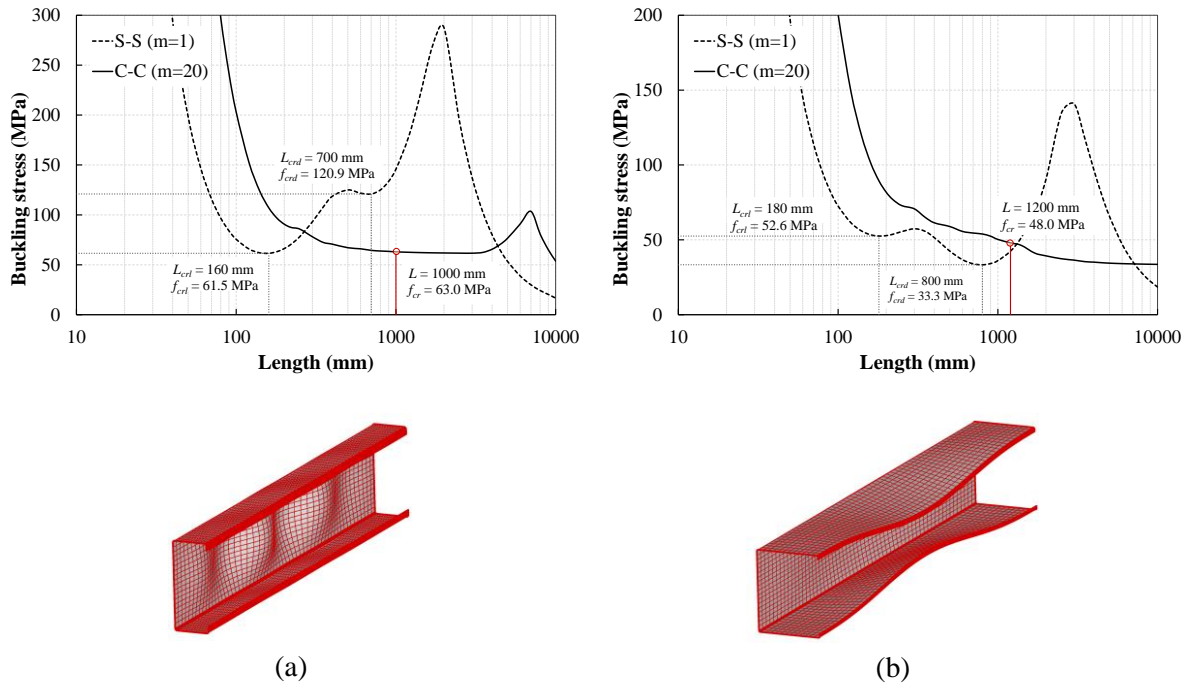 300
250
200
150
100
50
0
Buckling stress (MPa)
S-S (m=1)
C-C (m=20)
L_crd = 700 mm
f_crd = 120.9 MPa
L_crl = 160 mm
f_crl = 61.5 MPa
L = 1000 mm
f_cr = 63.0 MPa
10 100 1000 10000
Length (mm)
200
150
100
50
0
Buckling stress (MPa)
S-S (m=1)
C-C (m=20)
L_crl = 180 mm
f_crl = 52.6 MPa
L = 1200 mm
f_cr = 48.0 MPa
L_crd = 800 mm
f_crd = 33.3 MPa
10 100 1000 10000
Length (mm)
(a)
(b)